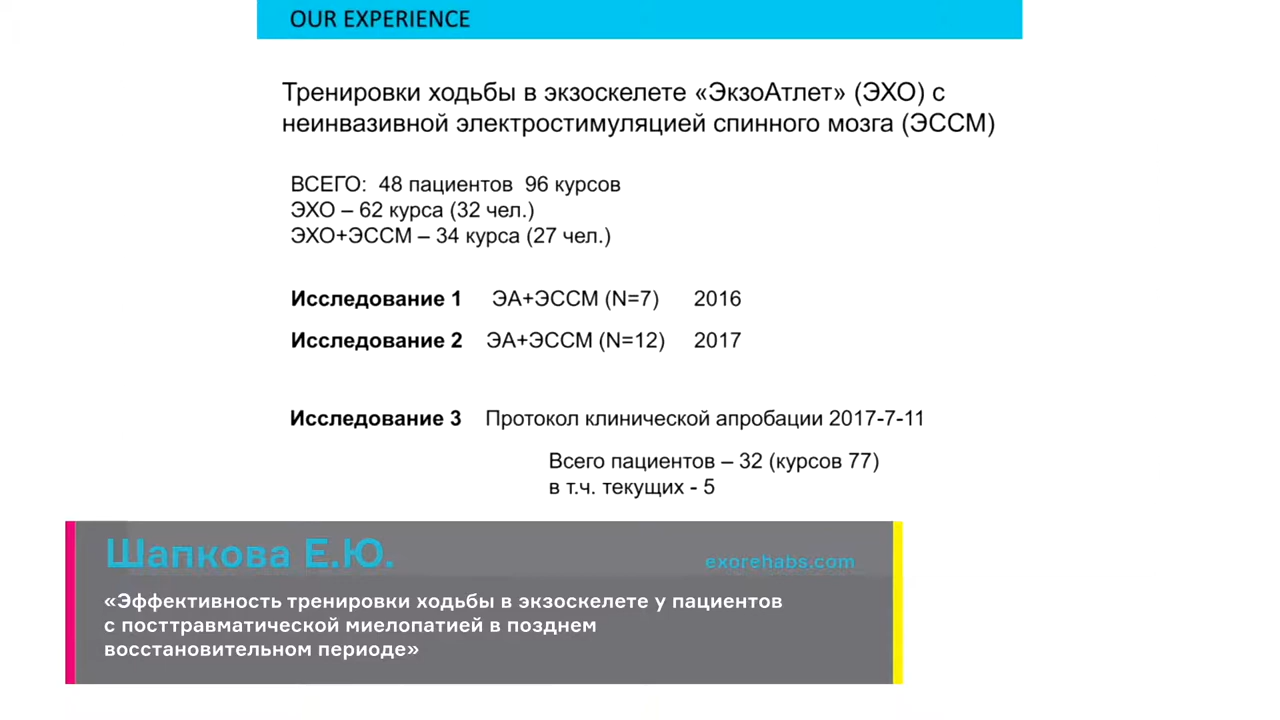 OUR EXPERIENCE
Тренировки ходьбы в экзоскелете «ЭкзоАтлет» (ЭХО) с
неинвазивной электростимуляцией спинного мозга (ЭССМ)
ВСЕГО: 48 пациентов 96 курсов
ЭХО – 62 курса (32 чел.)
ЭХО+ЭССМ – 34 курса (27 чел.)
Исследование 1 ЭА+ЭССМ (N=7) 2016
Исследование 2 ЭА+ЭССМ (N=12) 2017
Исследование 3 Протокол клинической апробации 2017-7-11
Всего пациентов – 32 (курсов 77)
в т.ч. текущих - 5
Шапкова Е.Ю. exorehabs.com
«Эффективность тренировки ходьбы в экзоскелете у пациентов
с посттравматической миелопатией в позднем
восстановительном периоде»